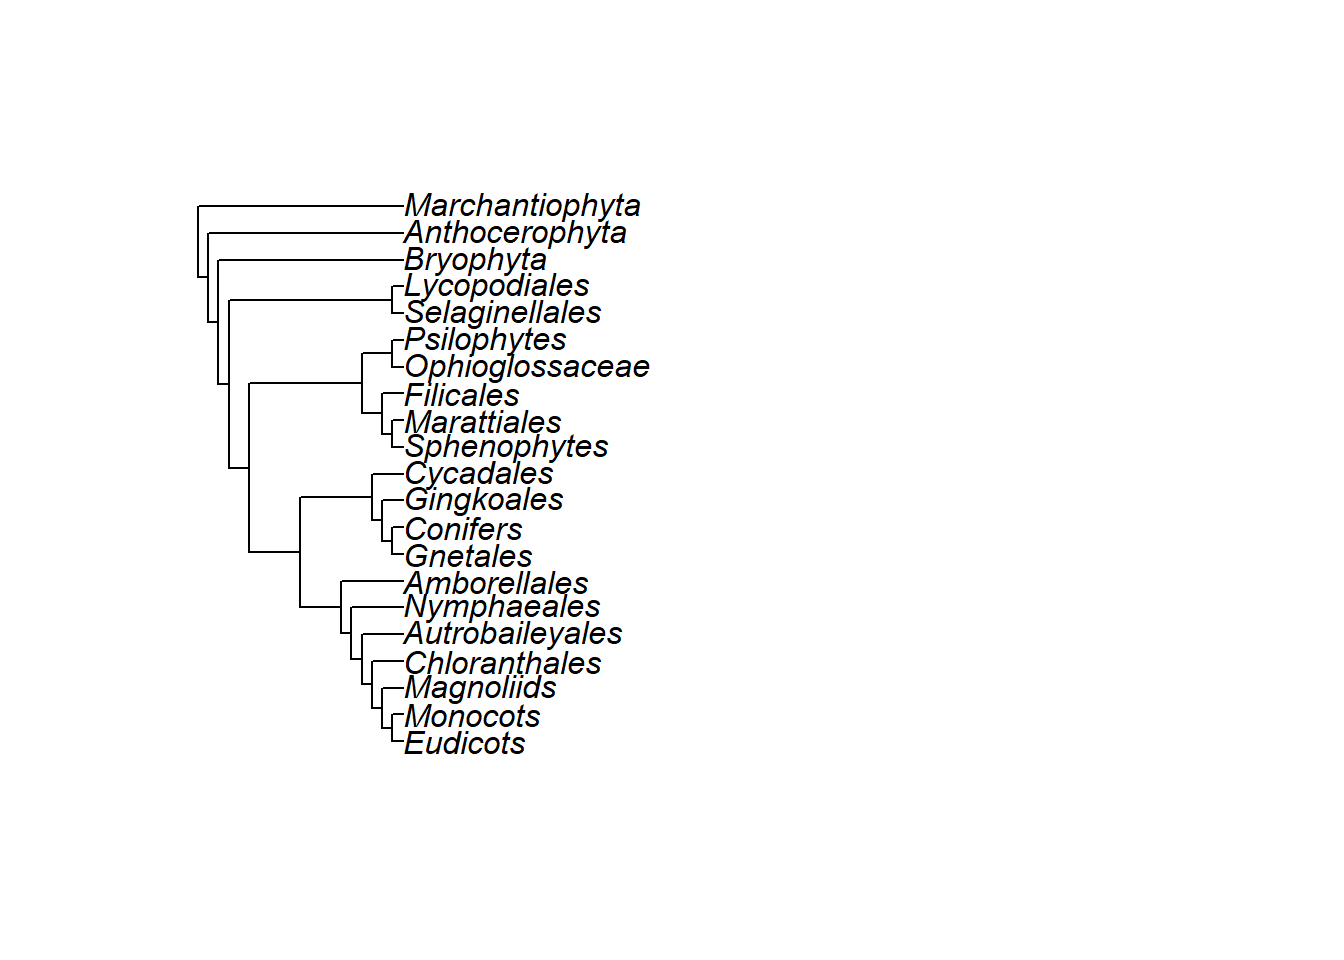 Marchantiophyta
Anthocerophyta
Bryophyta
Lycopodiales
Selaginellales
Psilophytes
Ophioglossaceae
Filicales
Marattiales
Sphenophytes
Cycadales
Gingkoales
Conifers
Gnetales
Amborellales
Nymphaeales
Autrobaileyales
Chloranthales
Magnoliids
Monocots
Eudicots